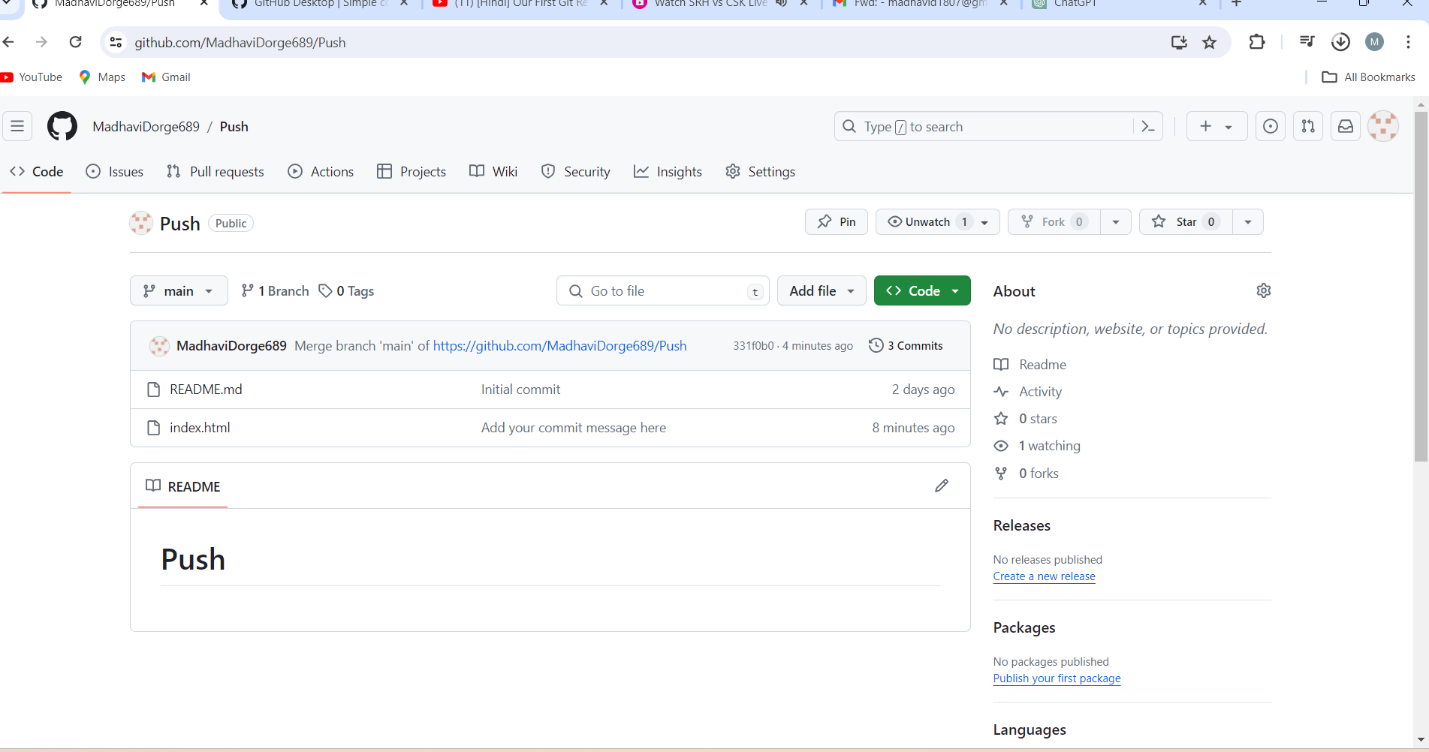 MadhaviDorge689/Push
GitHub Desktop | Simple co
(11) [Hindi] Our First Git Re
Watch SRH vs CSK Live
Fwd: - madhavid1807@gm
ChatGPT
github.com/MadhaviDorge689/Push
M
YouTube
Maps
Gmail
All Bookmarks
MadhaviDorge689 / Push
Type / to search
Code
Issues
Pull requests
Actions
Projects
Wiki
Security
Insights
Settings
Push Public
Pin
Unwatch 1
Fork 0
Star 0
main
1 Branch
0 Tags
Go to file t
Add file
Code
MadhaviDorge689 Merge branch 'main' of https://github.com/MadhaviDorge689/Push 331f0b0 · 4 minutes ago 3 Commits
README.md Initial commit 2 days ago
index.html Add your commit message here 8 minutes ago
README
Push
About
No description, website, or topics provided.
Readme
Activity
0 stars
1 watching
0 forks
Releases
No releases published
Create a new release
Packages
No packages published
Publish your first package
Languages